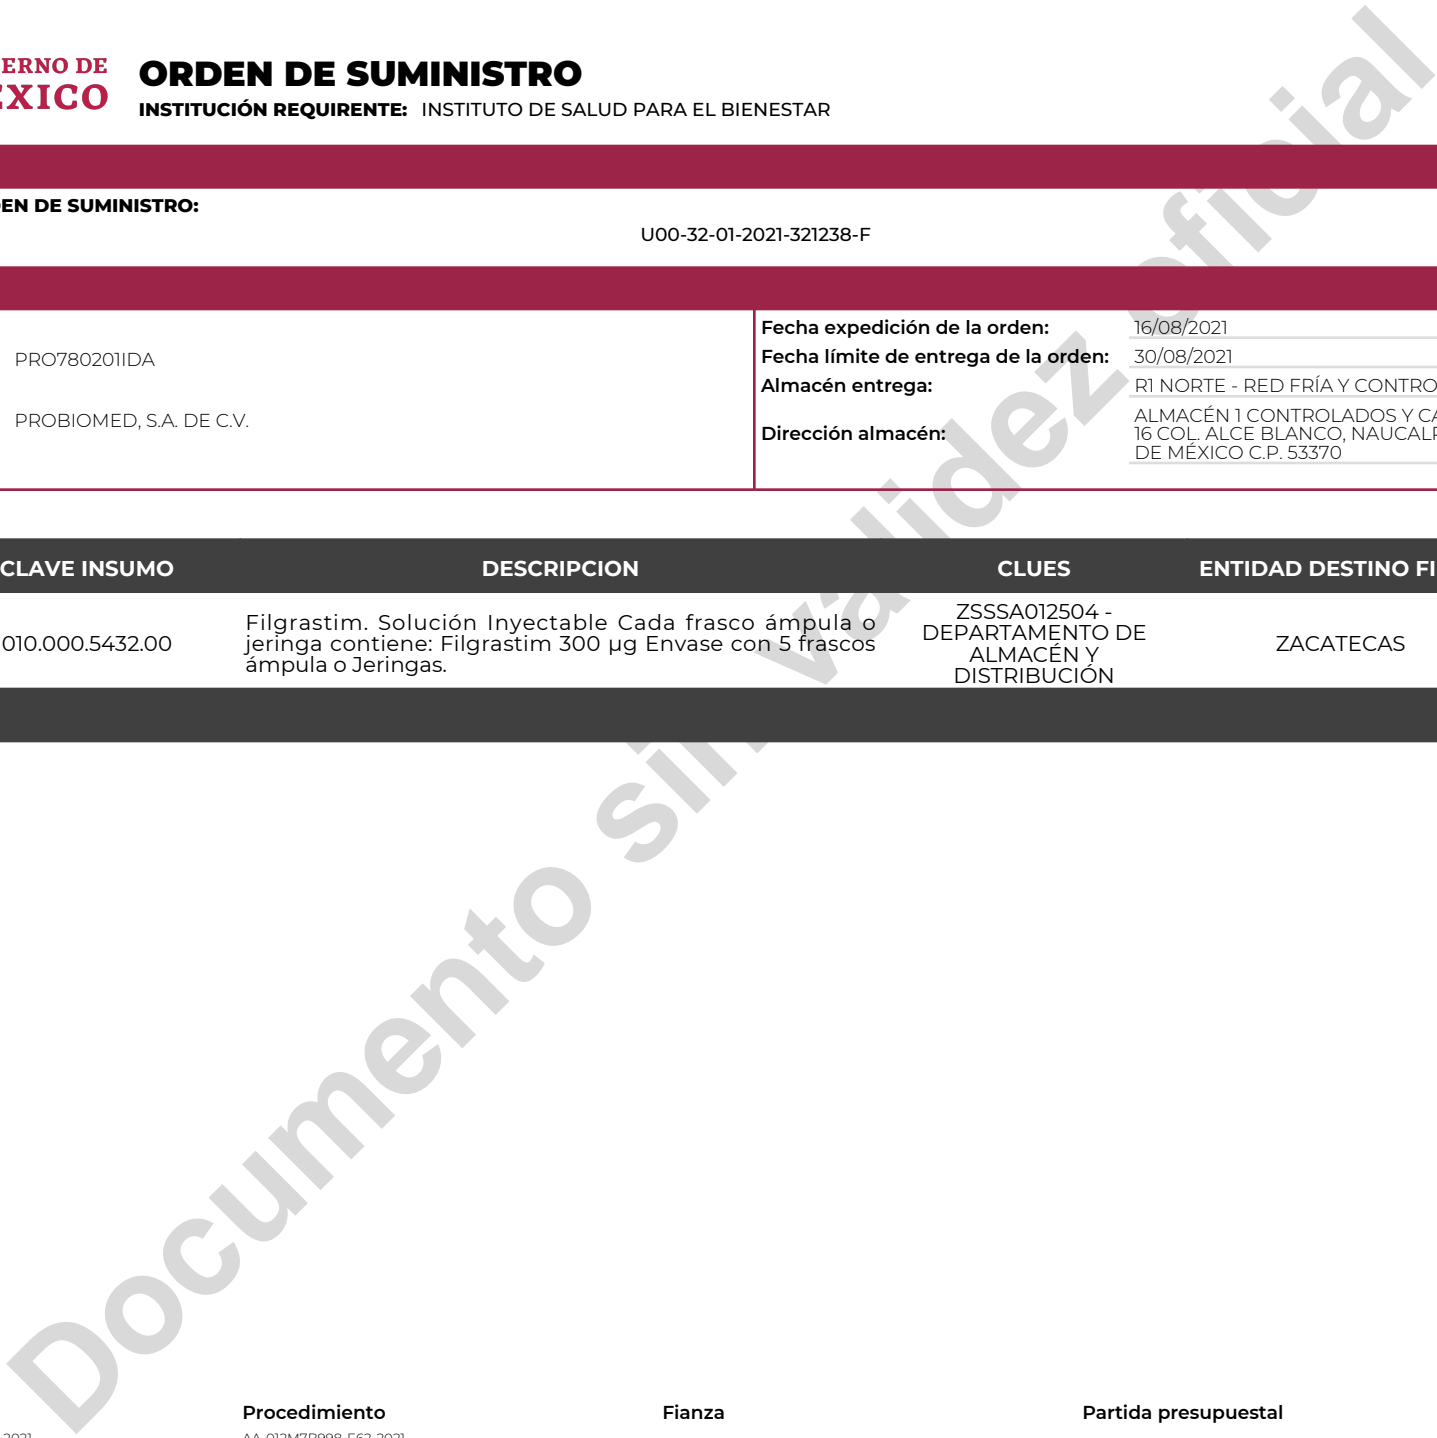 ERNO DE
ÉXICO
ORDEN DE SUMINISTRO
INSTITUCIÓN REQUIRENTE: INSTITUTO DE SALUD PARA EL BIENESTAR
EN DE SUMINISTRO:
U00-32-01-2021-321238-F
PRO780201IDA
PROBIOMED, S.A. DE C.V.
Fecha expedición de la orden: 16/08/2021
Fecha límite de entrega de la orden: 30/08/2021
Almacén entrega: R1 NORTE - RED FRÍA Y CONTRO
Dirección almacén:
ALMACÉN 1 CONTROLADOS Y CA
16 COL. ALCE BLANCO, NAUCALP
DE MÉXICO C.P. 53370
CLAVE INSUMO DESCRIPCION CLUES ENTIDAD DESTINO FI
010.000.5432.00
Filgrastim. Solución Inyectable Cada frasco ámpula o
jeringa contiene: Filgrastim 300 µg Envase con 5 frascos
ámpula o Jeringas.
ZSSSA012504 -
DEPARTAMENTO DE
ALMACÉN Y
DISTRIBUCIÓN
ZACATECAS
Documento sin validez oficial
Procedimiento Fianza Partida presupuestal